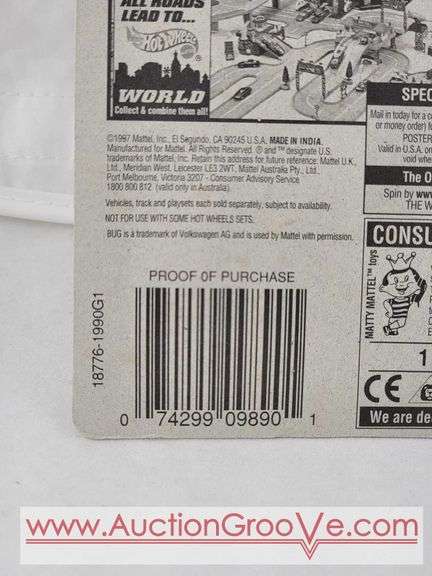 ALL ROADS
LEAD TO...
Hot Wheels
WORLD
Collect & combine them all!
©1997 Mattel, Inc., El Segundo, CA 90245 U.S.A. MADE IN INDIA.
Manufactured for Mattel. All Rights Reserved. ® and ™ designate U.S.
trademarks of Mattel, Inc. Retain this address for future reference: Mattel U.K.,
Ltd., Meridian West, Leicester LE3 2WT, Mattel Australia Pty., Ltd.,
Port Melbourne, Victoria 3207 - Consumer Advisory Service
1800 800 812 (valid only in Australia).
Vehicles, track and playsets each sold separately, subject to availability.
NOT FOR USE WITH SOME HOT WHEELS SETS.
BUG is a trademark of Volkswagen AG and is used by Mattel with permission.
PROOF OF PURCHASE
18776-1990G1
0 74299 09890 1
SPEC
Mail in today for a c
or money order) fo
POSTER
Valid in U.S.A. on
void whe
The O
Spin by www
THE W
CONSU
MATTY MATTEL™ toys
1
CE
We are de
www.AuctionGrooVe.com